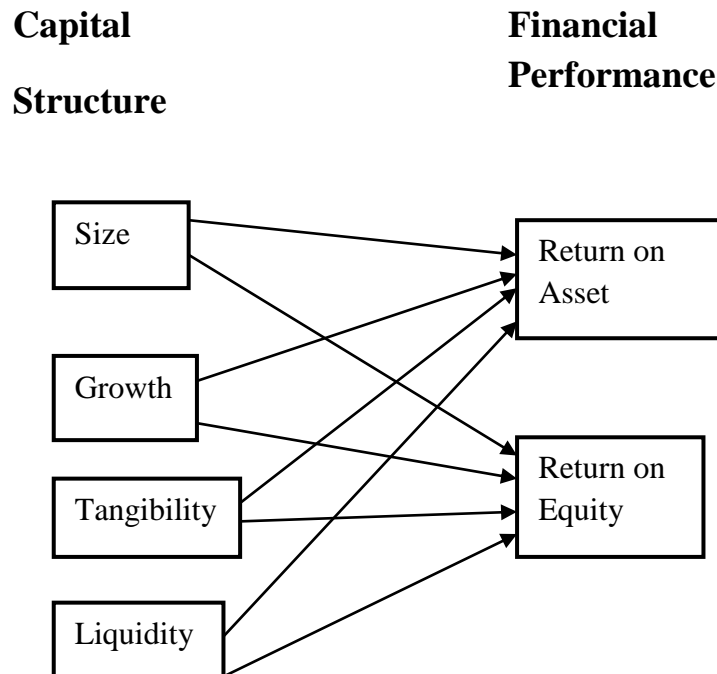 Capital
Structure
Financial
Performance
Size
Growth
Tangibility
Liquidity
Return on
Asset
Return on
Equity